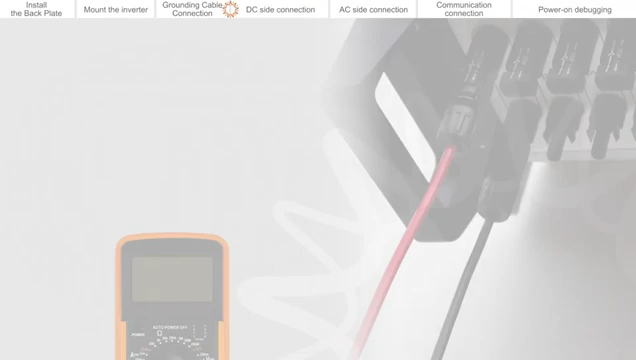 Install
the Back Plate
Mount the inverter
Grounding Cable
Connection
DC side connection
AC side connection
Communication
connection
Power-on debugging
AUTO POWER OFF
POWER